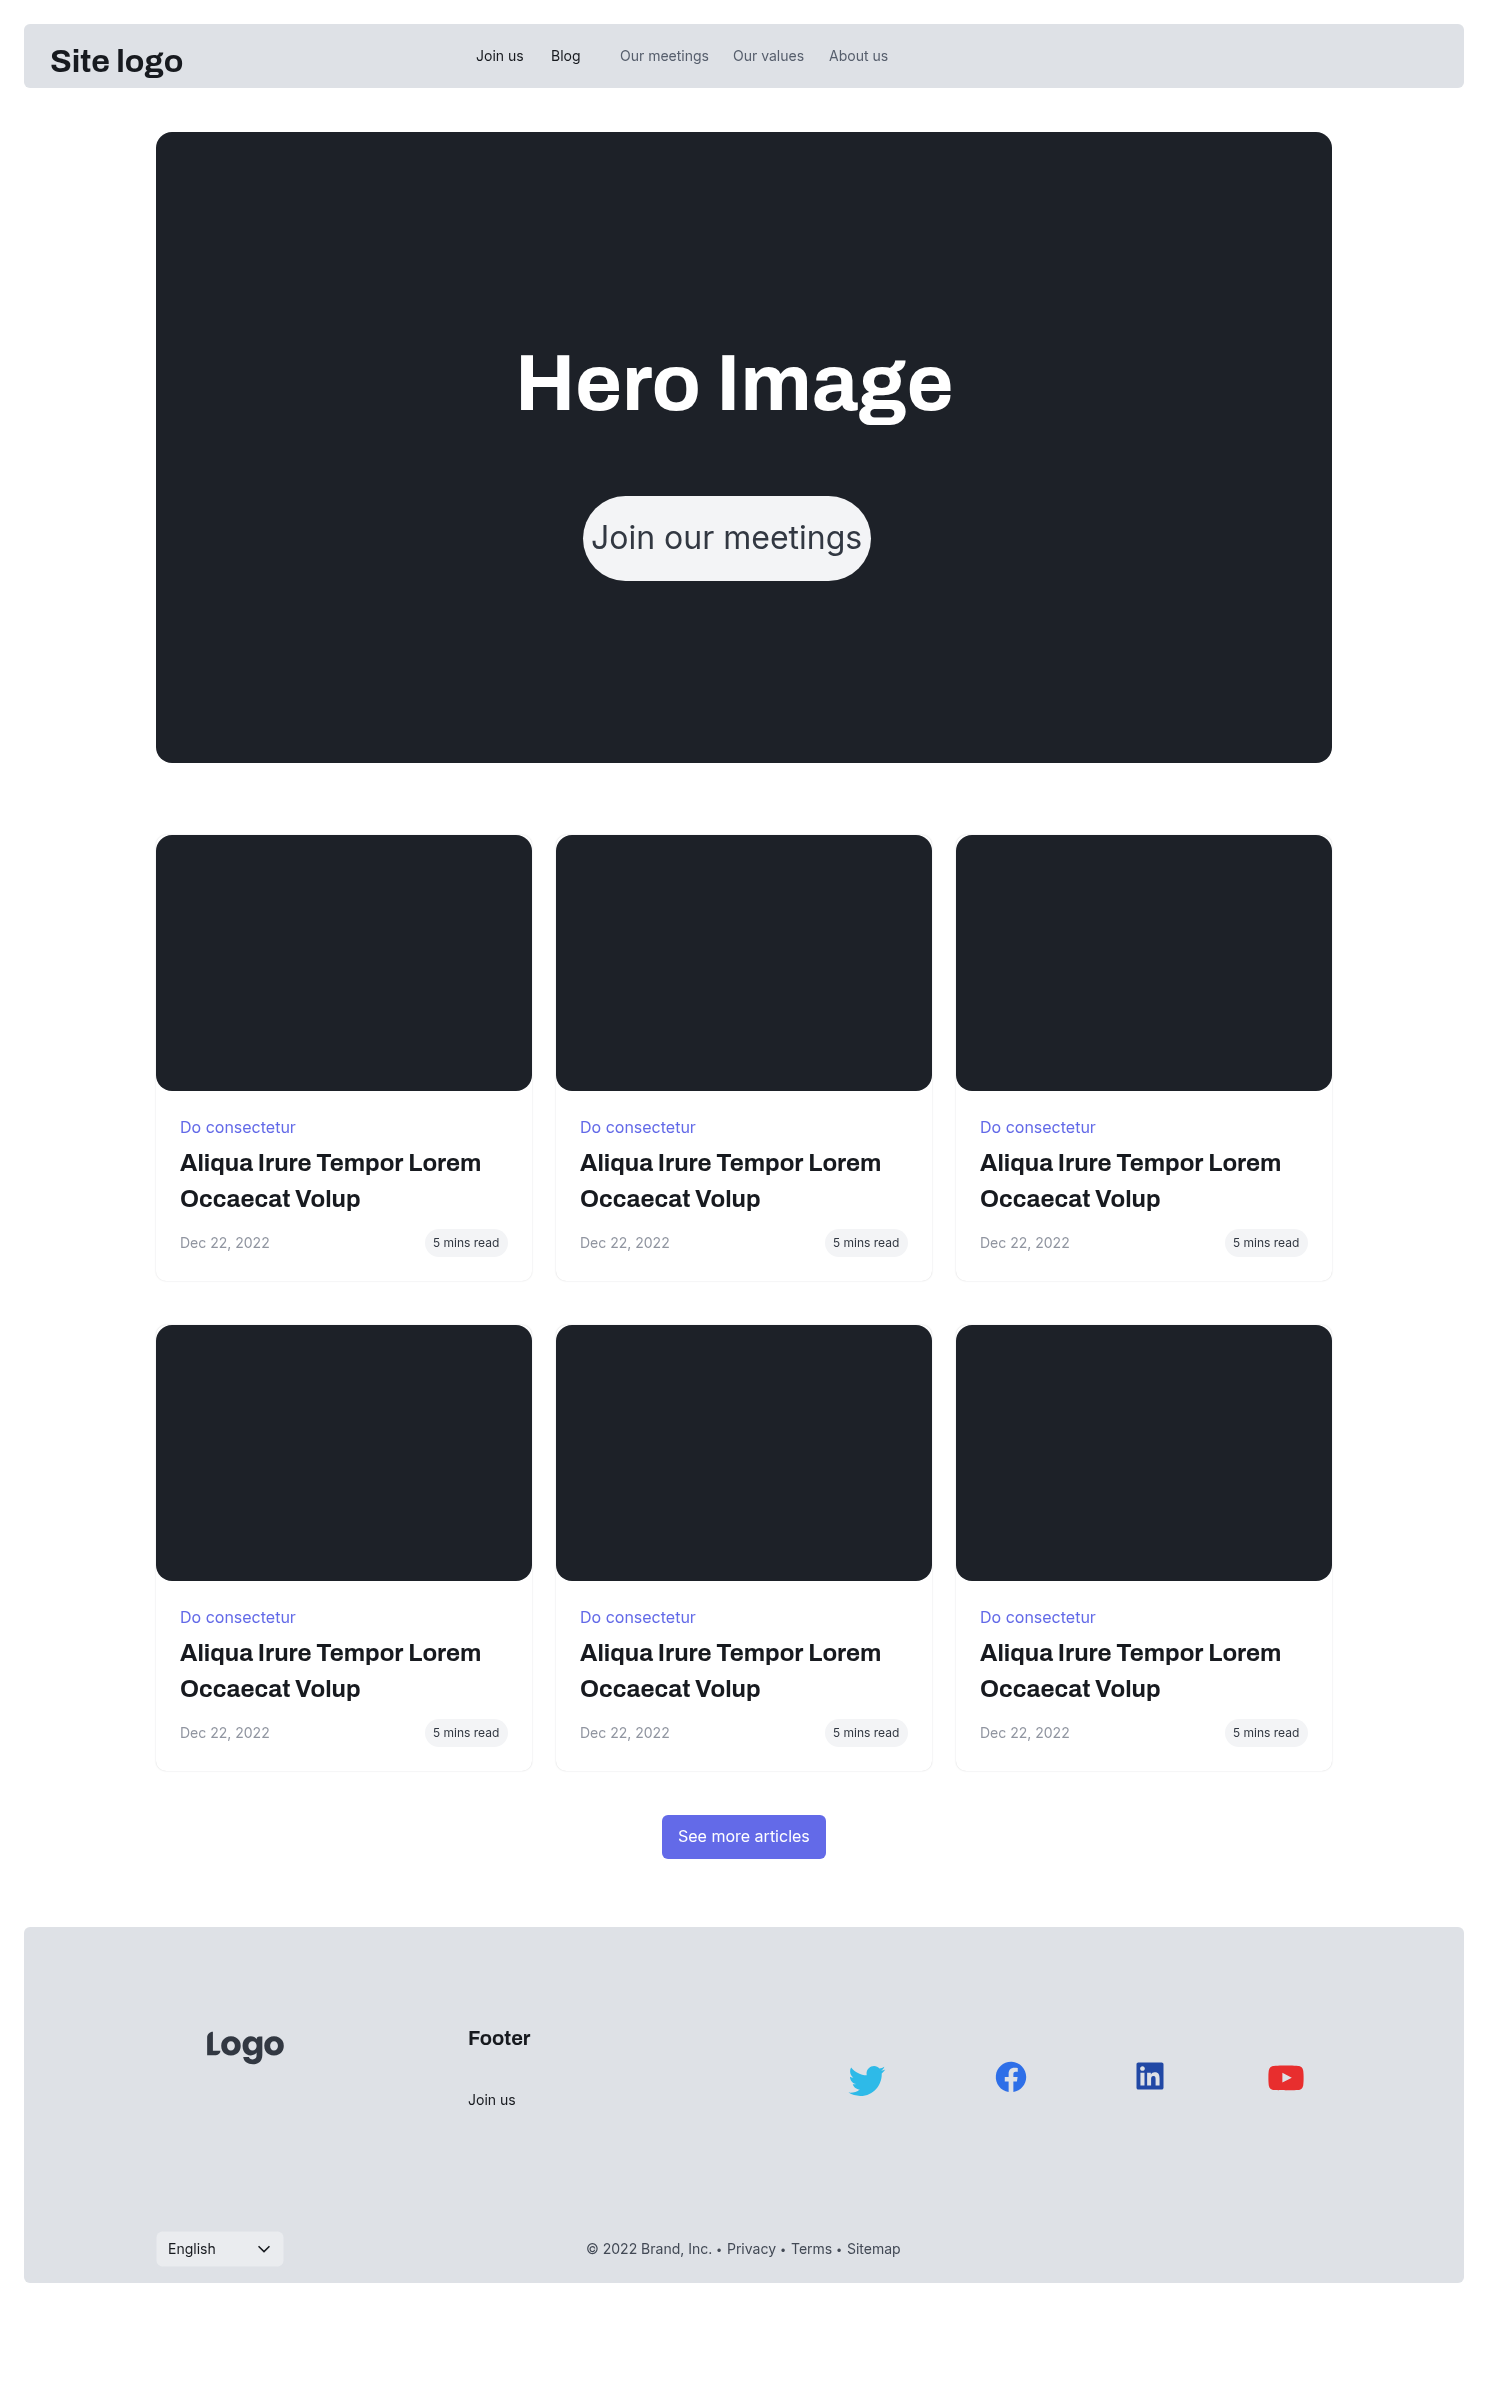 Site logo
Join us Blog Our meetings Our values About us
Hero Image
Join our meetings
Do consectetur
Aliqua Irure Tempor Lorem
Occaecat Volup
Dec 22, 2022 5 mins read
Do consectetur
Aliqua Irure Tempor Lorem
Occaecat Volup
Dec 22, 2022 5 mins read
Do consectetur
Aliqua Irure Tempor Lorem
Occaecat Volup
Dec 22, 2022 5 mins read
Do consectetur
Aliqua Irure Tempor Lorem
Occaecat Volup
Dec 22, 2022 5 mins read
Do consectetur
Aliqua Irure Tempor Lorem
Occaecat Volup
Dec 22, 2022 5 mins read
Do consectetur
Aliqua Irure Tempor Lorem
Occaecat Volup
Dec 22, 2022 5 mins read
See more articles
Logo
Footer
Join us
English
© 2022 Brand, Inc. • Privacy • Terms • Sitemap